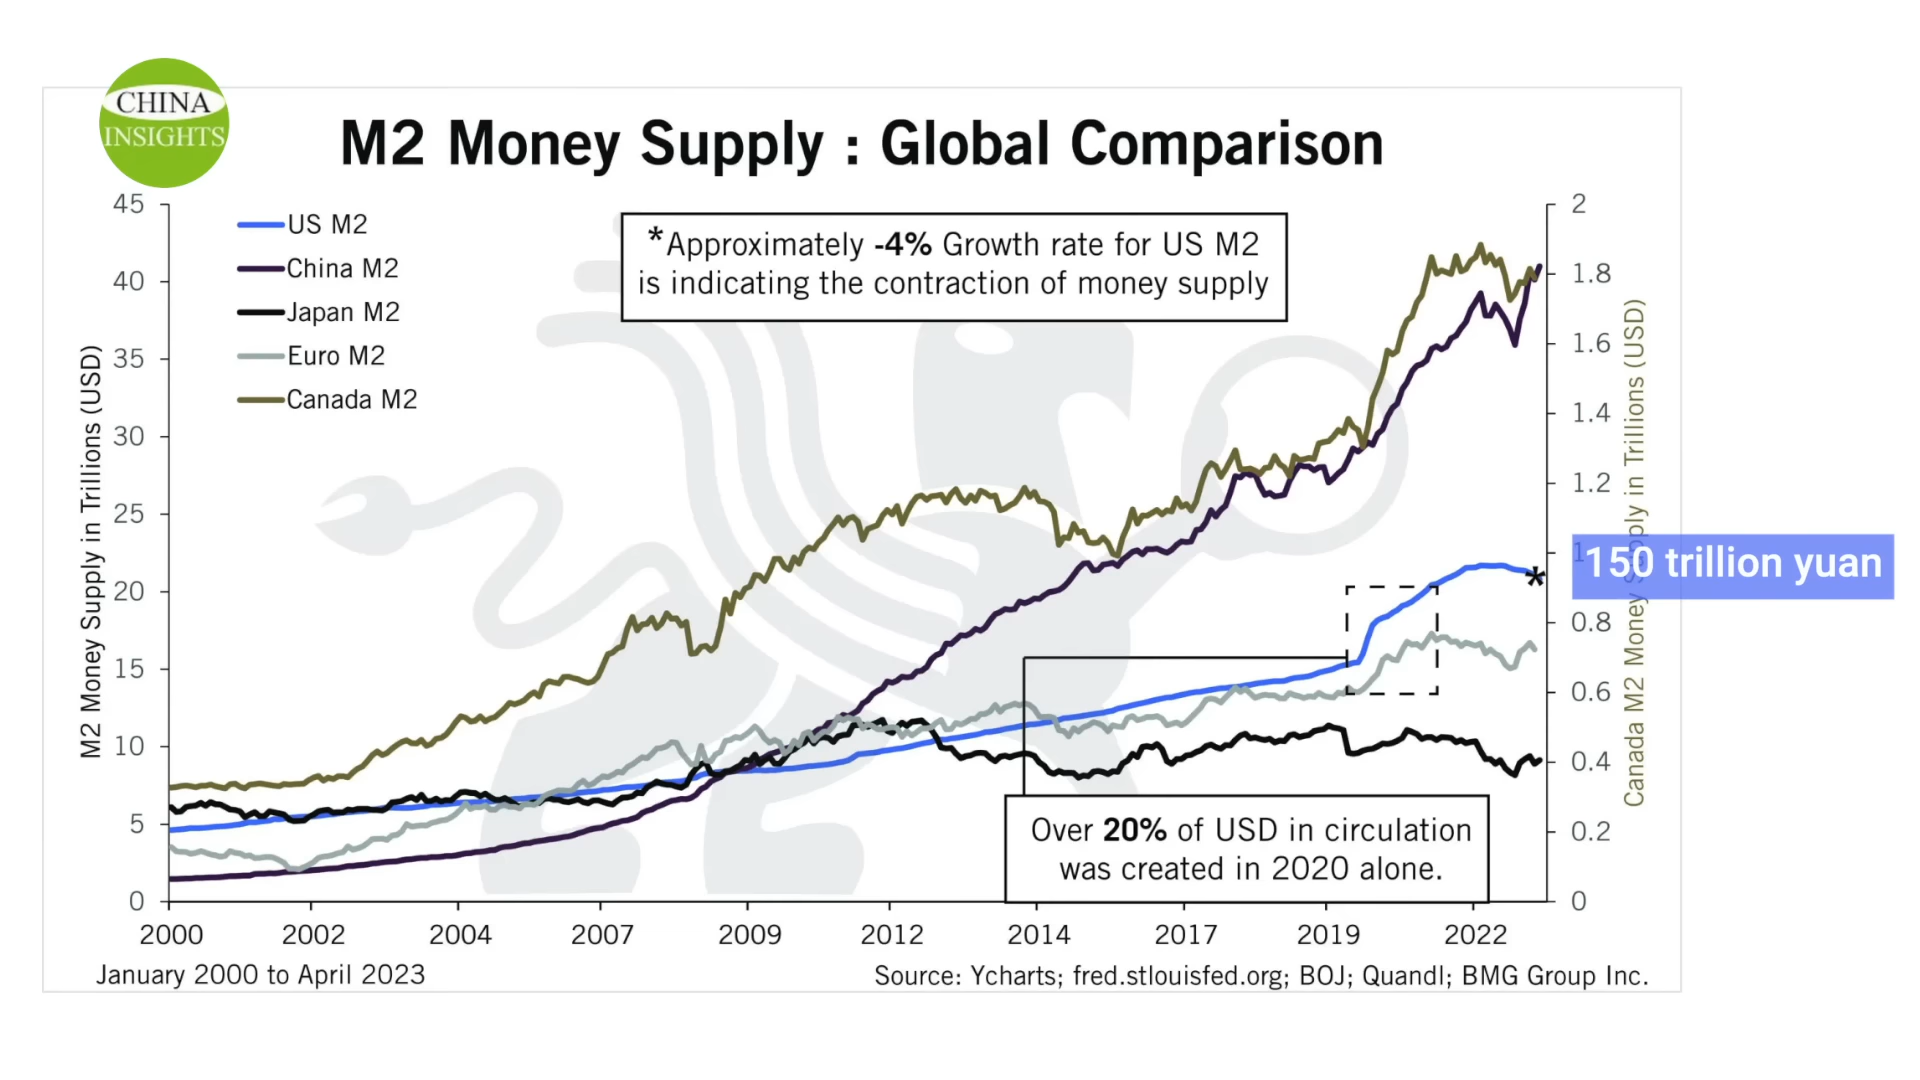 CHINA
INSIGHTS
M2 Money Supply : Global Comparison
US M2
China M2
Japan M2
Euro M2
Canada M2
*Approximately -4% Growth rate for US M2
is indicating the contraction of money supply
M2 Money Supply in Trillions (USD)
45
40
35
30
25
20
15
10
5
0
2
1.8
1.6
1.4
1.2
1
0.8
0.6
0.4
0.2
0
Canada M2 Money Supply in Trillions (USD)
150 trillion yuan
*
Over 20% of USD in circulation
was created in 2020 alone.
2000 2002 2004 2007 2009 2012 2014 2017 2019 2022
January 2000 to April 2023
Source: Ycharts; fred.stlouisfed.org; BOJ; Quandl; BMG Group Inc.